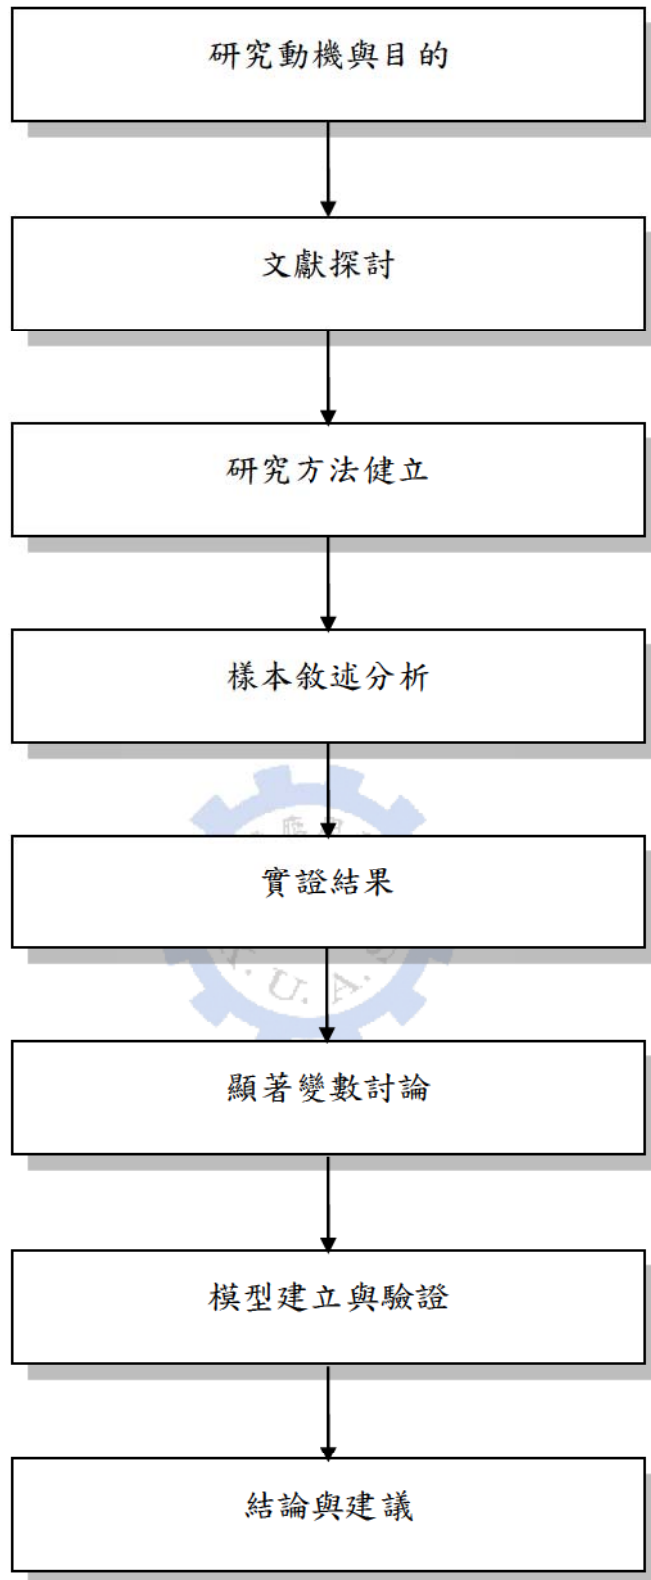 研究動機與目的
文獻探討
研究方法健立
樣本敘述分析
實證結果
顯著變數討論
模型建立與驗證
結論與建議